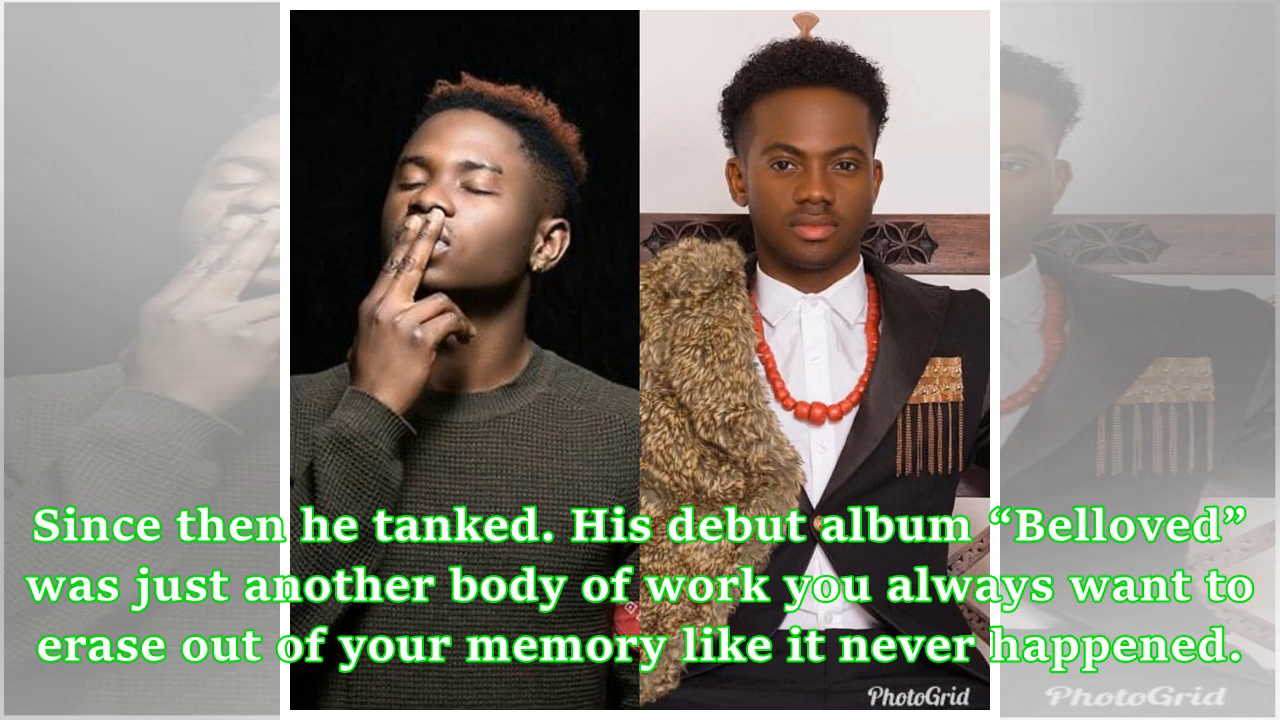 Since then he tanked. His debut album “Belloved”
was just another body of work you always want to
erase out of your memory like it never happened.
PhotoGrid PhotoGrid